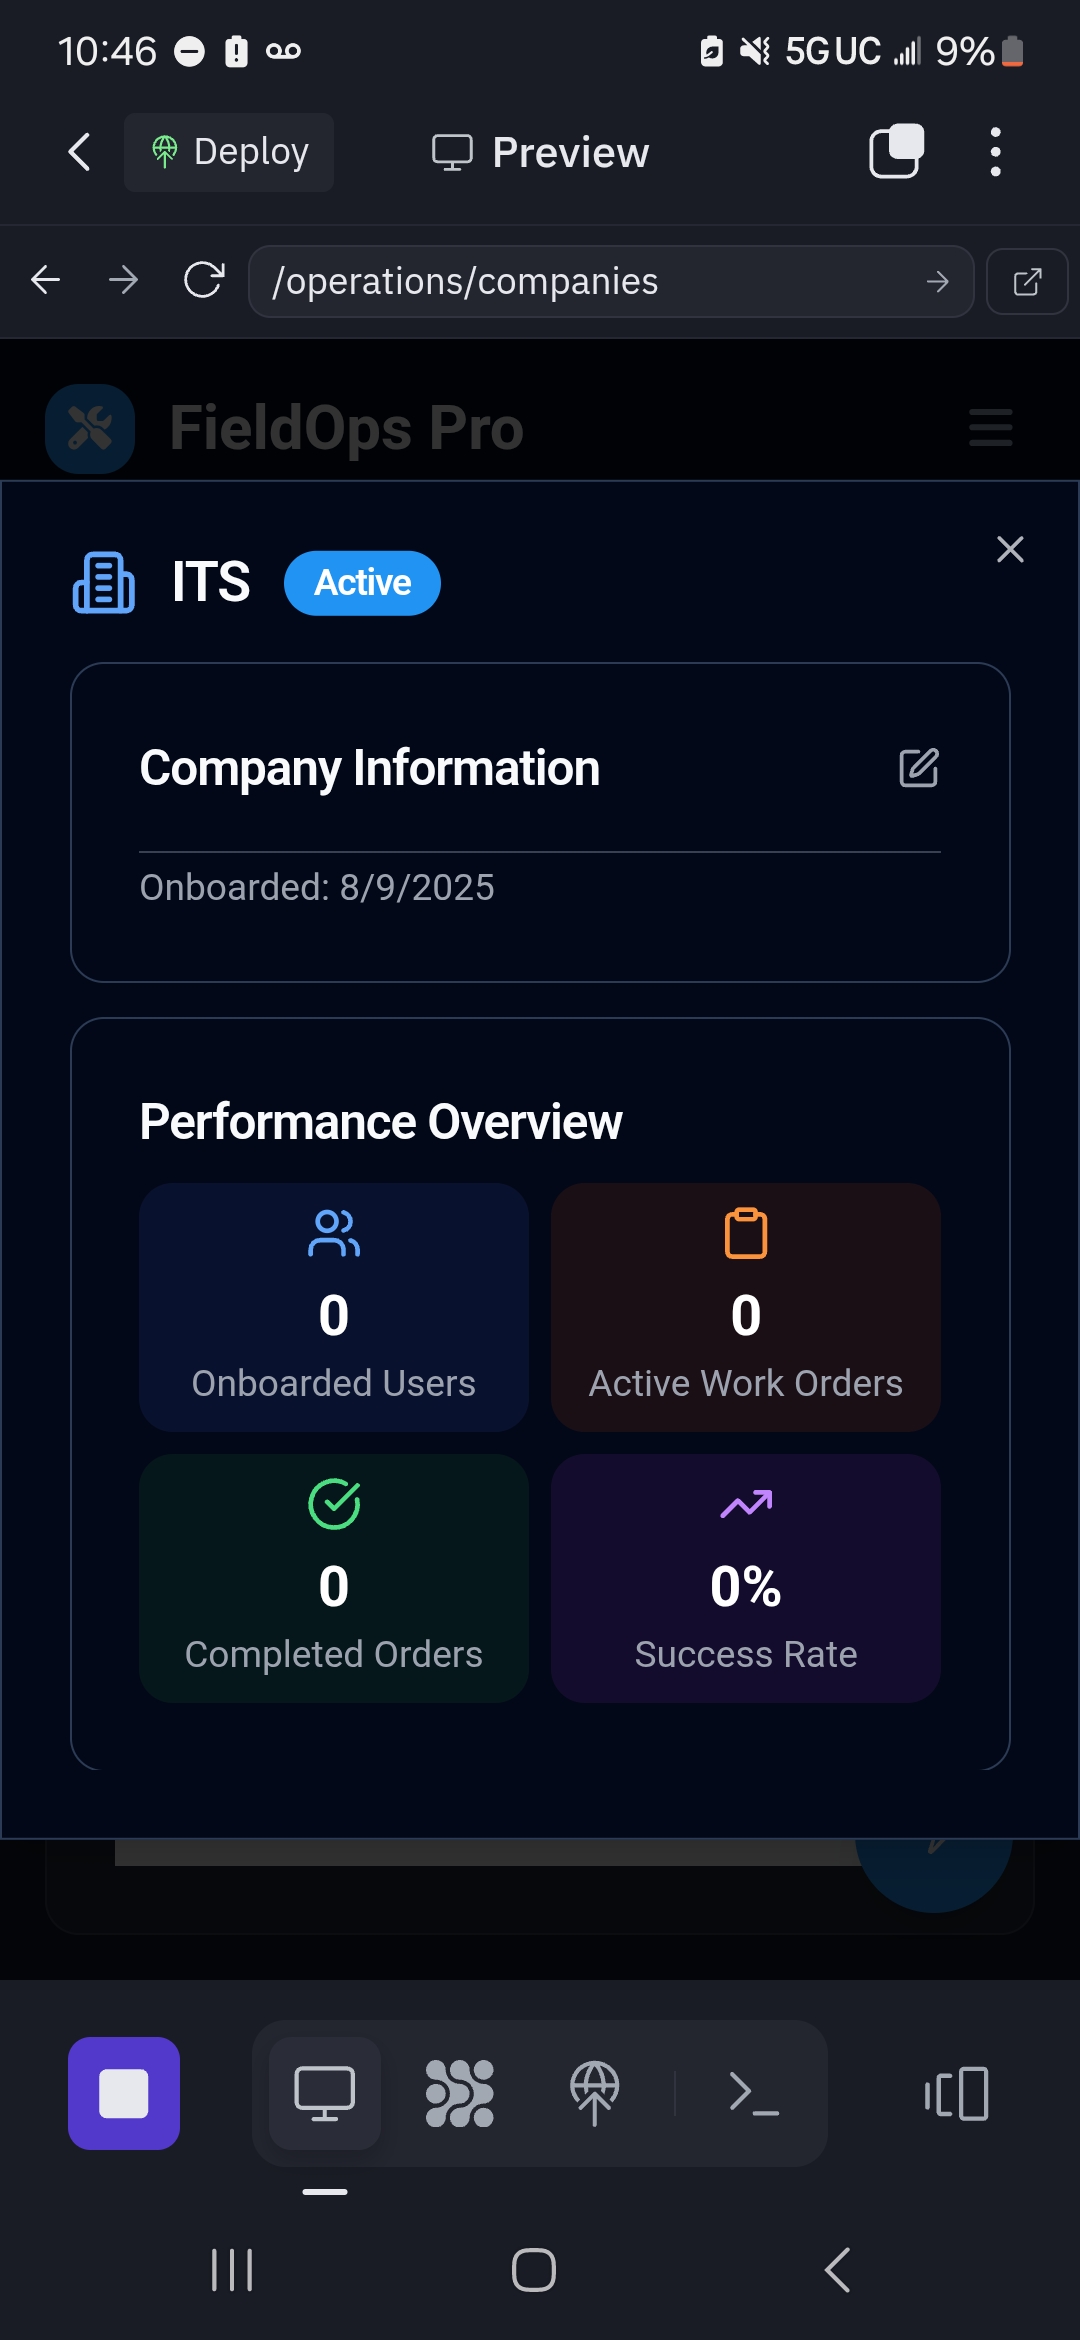 10:46
5G UC 9%
Deploy
Preview
/operations/companies
FieldOps Pro
ITS
Active
Company Information
Onboarded: 8/9/2025
Performance Overview
0
Onboarded Users
0
Active Work Orders
0
Completed Orders
0%
Success Rate